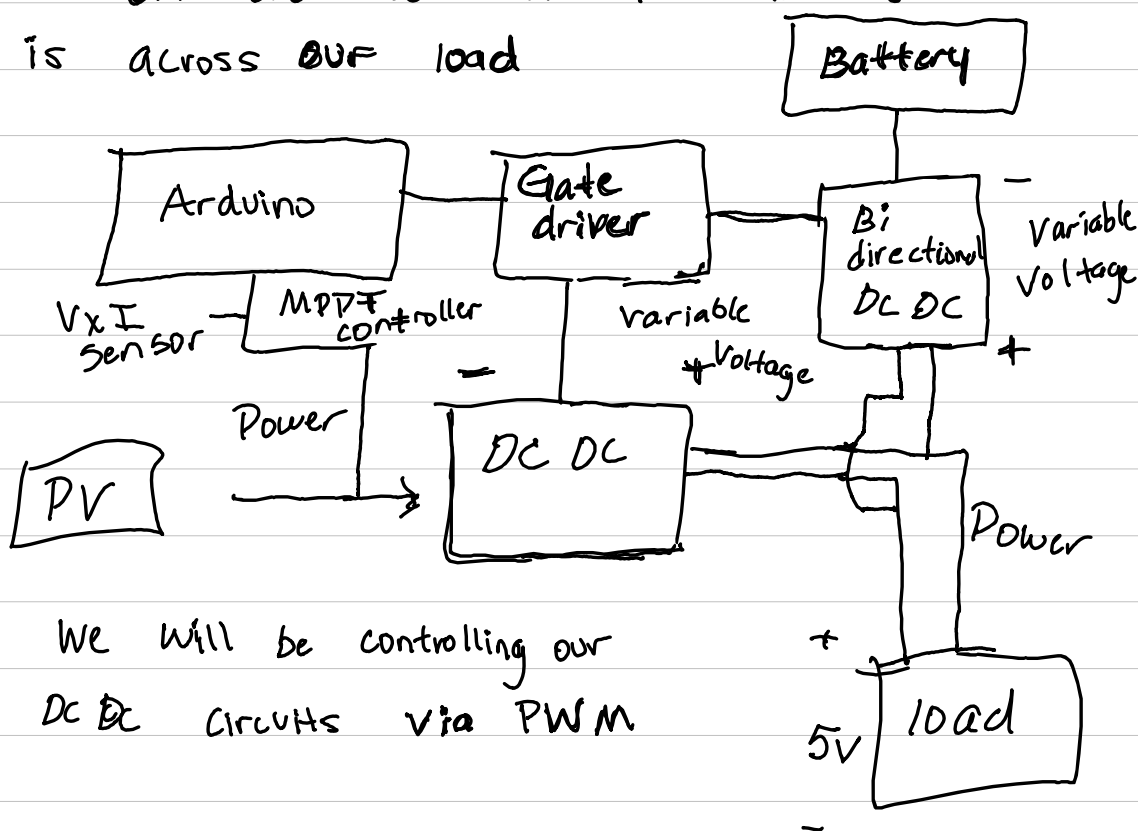 is across our load
Battery
Arduino
Gate
driver
Bi
directional
DC DC
-
Variable
Voltage
+
VxI
sensor
MPPT
controller
variable
+ Voltage
-
Power
DC DC
PV
Power
We will be controlling our
DC DC circuits via PWM
+
5V
-
load